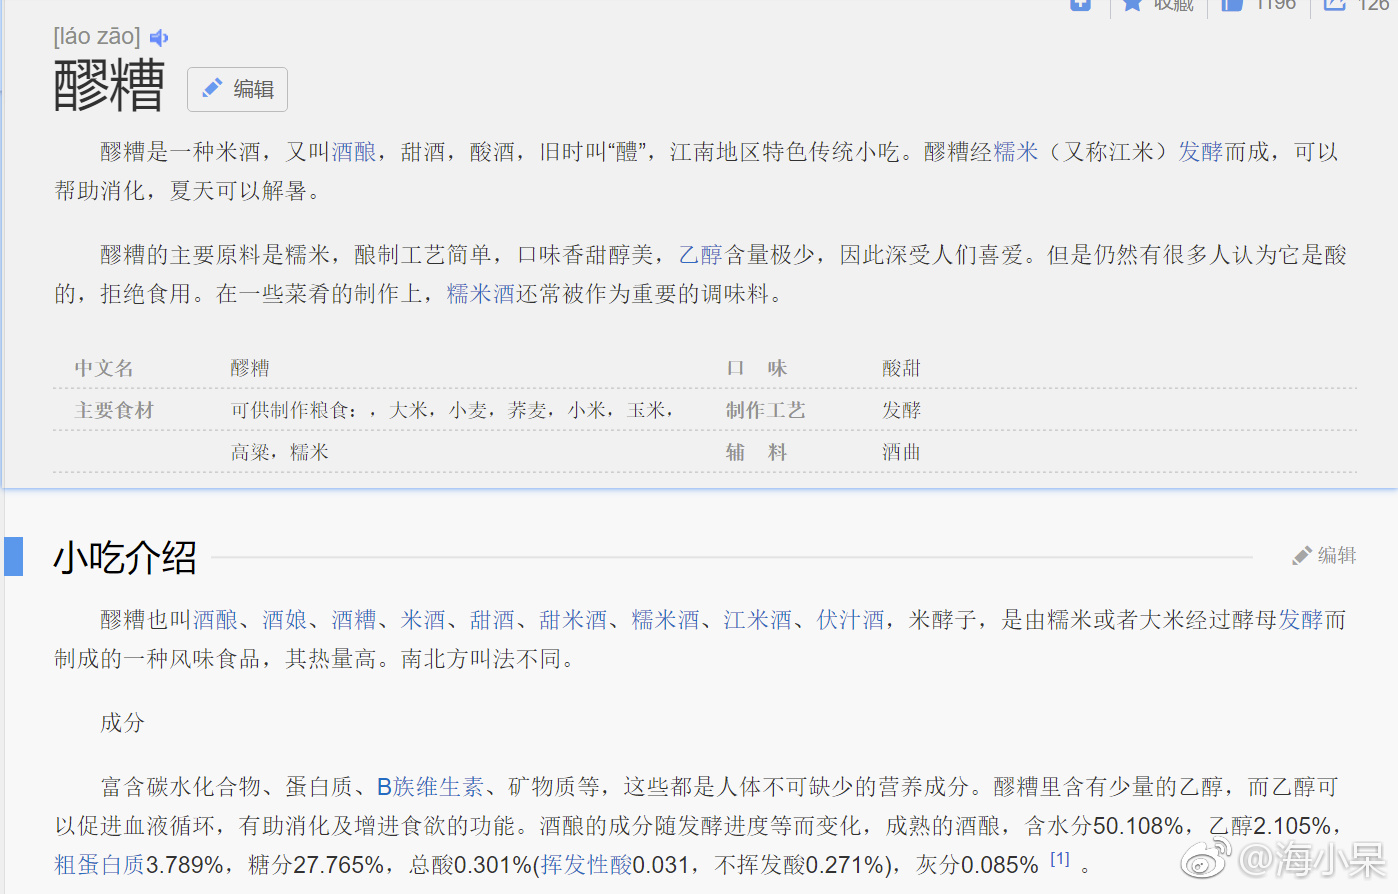 收藏 1196 126
[láo zāo]
醪糟 编辑
醪糟是一种米酒，又叫酒酿，甜酒，酸酒，旧时叫“醴”，江南地区特色传统小吃。醪糟经糯米（又称江米）发酵而成，可以
帮助消化，夏天可以解暑。
醪糟的主要原料是糯米，酿制工艺简单，口味香甜醇美，乙醇含量极少，因此深受人们喜爱。但是仍然有很多人认为它是酸
的，拒绝食用。在一些菜肴的制作上，糯米酒还常被作为重要的调味料。
中文名 醪糟 口 味 酸甜
主要食材 可供制作粮食：，大米，小麦，荞麦，小米，玉米， 制作工艺 发酵
高粱，糯米 辅 料 酒曲
小吃介绍 编辑
醪糟也叫酒酿、酒娘、酒糟、米酒、甜酒、甜米酒、糯米酒、江米酒、伏汁酒，米酵子，是由糯米或者大米经过酵母发酵而
制成的一种风味食品，其热量高。南北方叫法不同。
成分
富含碳水化合物、蛋白质、B族维生素、矿物质等，这些都是人体不可缺少的营养成分。醪糟里含有少量的乙醇，而乙醇可
以促进血液循环，有助消化及增进食欲的功能。酒酿的成分随发酵进度等而变化，成熟的酒酿，含水分50.108%，乙醇2.105%，
粗蛋白质3.789%，糖分27.765%，总酸0.301%(挥发性酸0.031，不挥发酸0.271%)，灰分0.085% [1] 。
@海小呆